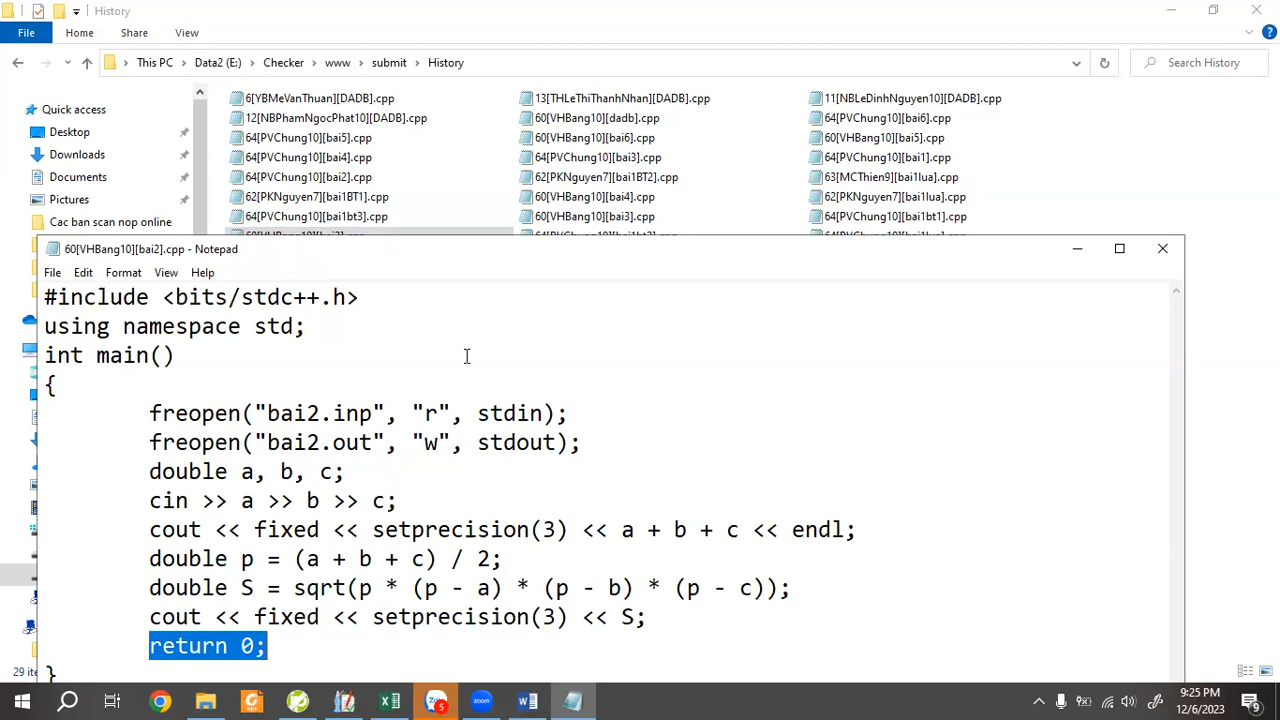 History
File
Home
Share
View
This PC
Data2 (E:)
Checker
www
submit
History
Search History
Quick access
Desktop
Downloads
Documents
Pictures
Cac ban scan nop online
6[YBMeVanThuan][DADB].cpp
13[THLeThiThanhNhan][DADB].cpp
11[NBLeDinhNguyen10][DADB].cpp
12[NBPhamNgocPhat10][DADB].cpp
60[VHBang10][dadb].cpp
64[PVChung10][bai6].cpp
64[PVChung10][bai5].cpp
60[VHBang10][bai6].cpp
60[VHBang10][bai5].cpp
64[PVChung10][bai4].cpp
64[PVChung10][bai3].cpp
64[PVChung10][bai1].cpp
64[PVChung10][bai2].cpp
62[PKNguyen7][bai1BT2].cpp
63[MCThien9][bai1lua].cpp
62[PKNguyen7][bai1BT1].cpp
60[VHBang10][bai4].cpp
62[PKNguyen7][bai1lua].cpp
64[PVChung10][bai1bt3].cpp
60[VHBang10][bai3].cpp
64[PVChung10][bai1bt1].cpp
60[VHBang10][bai2].cpp - Notepad
File
Edit
Format
View
Help
#include <bits/stdc++.h>
using namespace std;
int main()
{
freopen("bai2.inp", "r", stdin);
freopen("bai2.out", "w", stdout);
double a, b, c;
cin >> a >> b >> c;
cout << fixed << setprecision(3) << a + b + c << endl;
double p = (a + b + c) / 2;
double S = sqrt(p * (p - a) * (p - b) * (p - c));
cout << fixed << setprecision(3) << S;
return 0;
}
29 ite
5
zoom
9:25 PM
12/6/2023
9